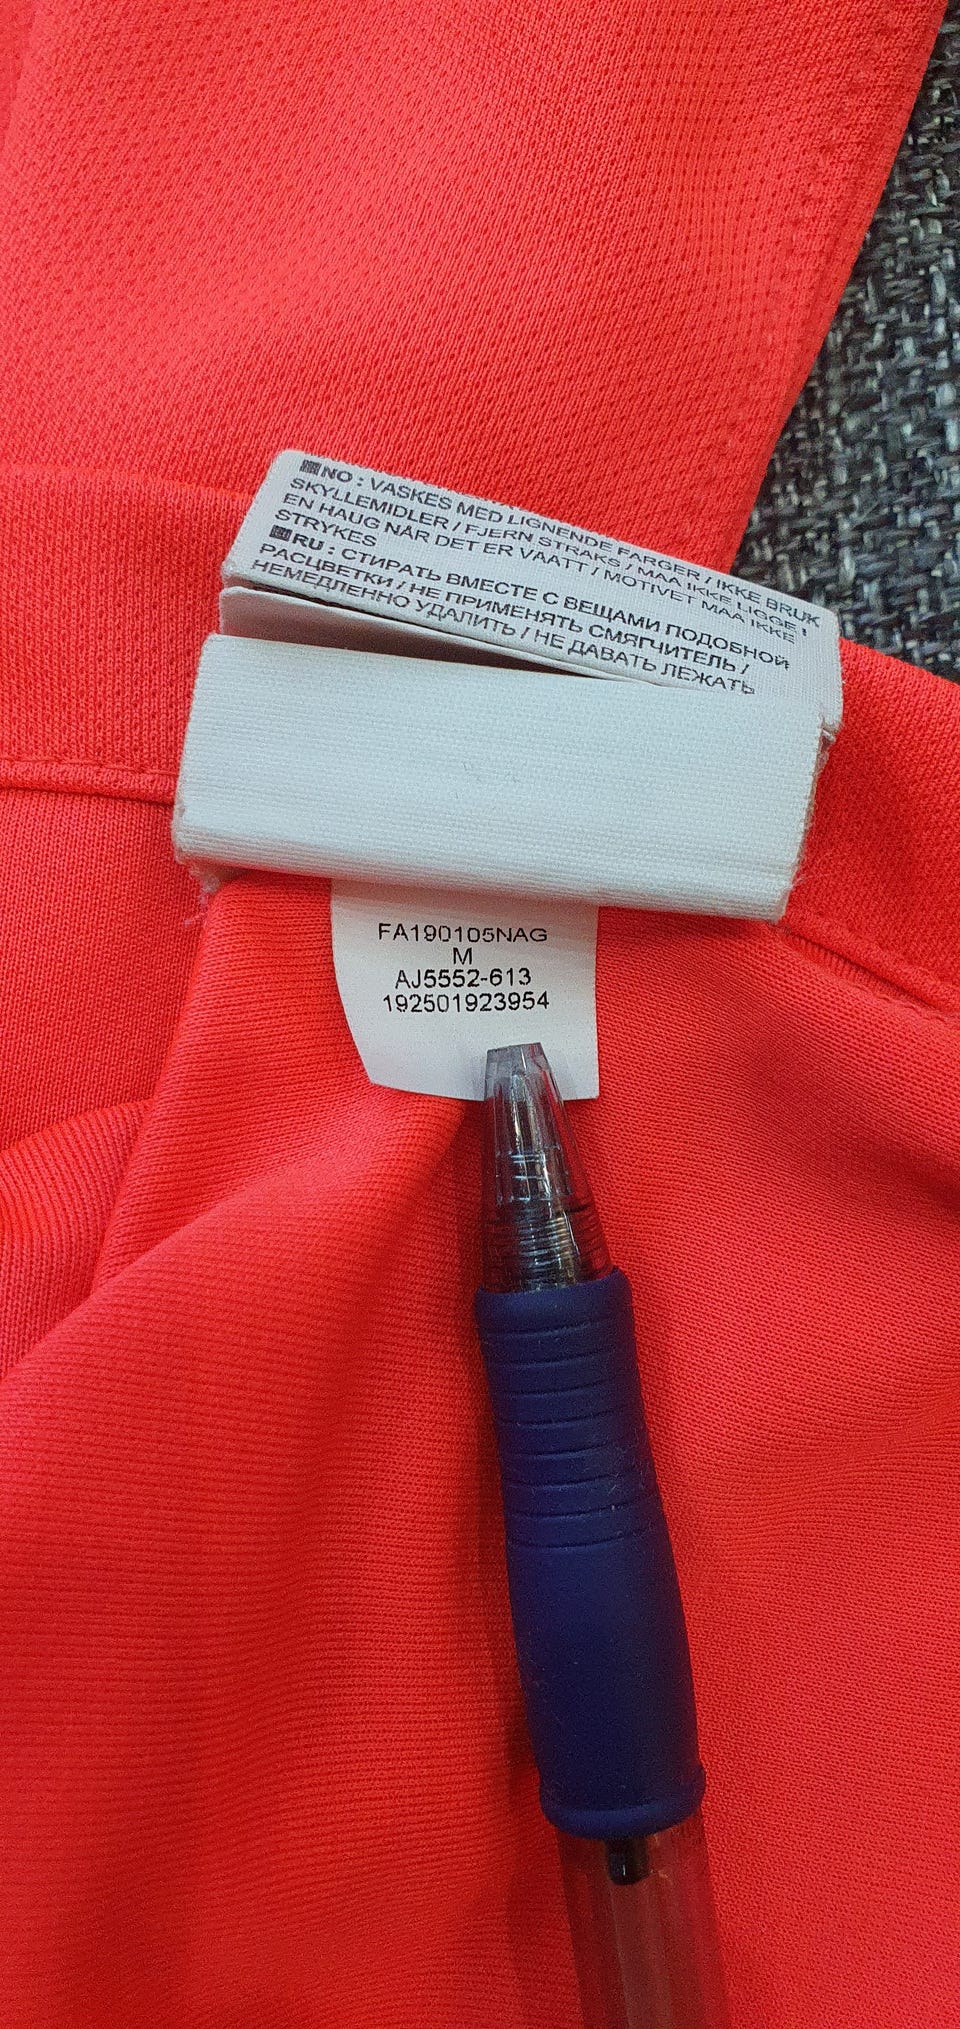 NO : VASKES MED LIGNENDE FARGER / IKKE BRUK
SKYLLEMIDLER / FJERN STRAKS / MAA IKKE LIGGE I
EN HAUG NÅR DET ER VAATT / MOTIVET MAA IKKE
STRYKES
RU : СТИРАТЬ ВМЕСТЕ С ВЕЩАМИ ПОДОБНОЙ
РАСЦВЕТКИ / НЕ ПРИМЕНЯТЬ СМЯГЧИТЕЛЬ /
НЕМЕДЛЕННО УДАЛИТЬ / НЕ ДАВАТЬ ЛЕЖАТЬ
FA190105NAG
M
AJ5552-613
192501923954